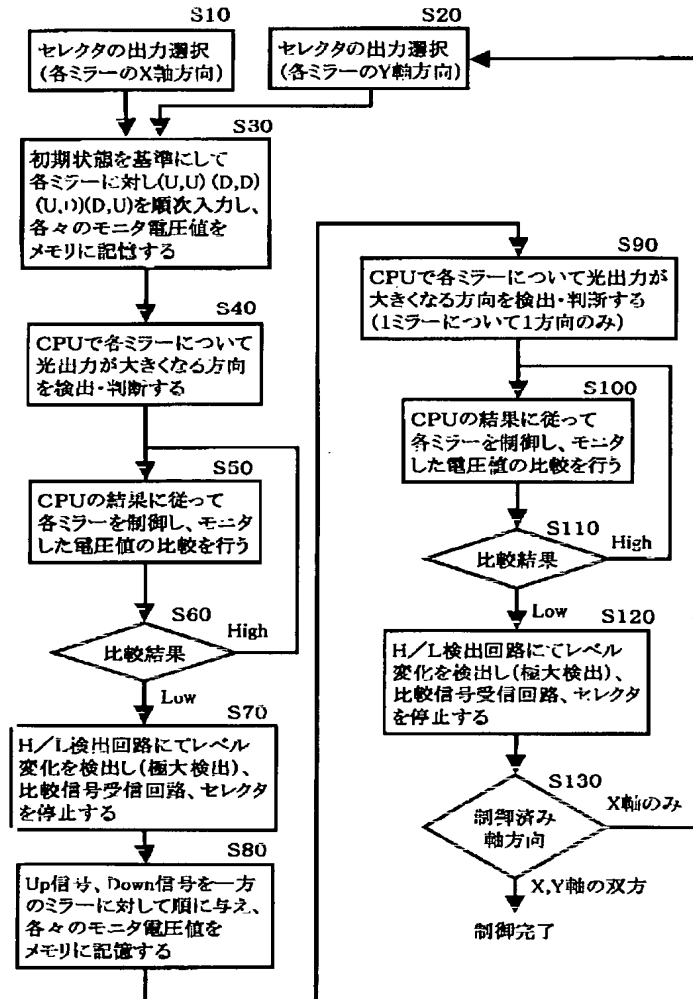 S10
セレクタの出力選択
(各ミラーのX軸方向)
S20
セレクタの出力選択
(各ミラーのY軸方向)
S30
初期状態を基準にして
各ミラーに対し(U,U)(D,D)
(U,D)(D,U)を順次入力し、
各々のモニタ電圧値を
メモリに記憶する
S40
CPUで各ミラーについて
光出力が大きくなる方向
を検出・判断する
S50
CPUの結果に従って
各ミラーを制御し、モニタ
した電圧値の比較を行う
S60
比較結果
High
Low
S70
H/L検出回路にてレベル
変化を検出し(極大検出)、
比較信号受信回路、セレクタ
を停止する
S80
Up信号、Down信号を一方
のミラーに対して順に与え、
各々のモニタ電圧値を
メモリに記憶する
S90
CPUで各ミラーについて光出力が
大きくなる方向を検出・判断する
(1ミラーについて1方向のみ)
S100
CPUの結果に従って
各ミラーを制御し、モニタ
した電圧値の比較を行う
S110
比較結果
High
Low
S120
H/L検出回路にてレベル
変化を検出し(極大検出)、
比較信号受信回路、セレクタ
を停止する
S130
制御済み
軸方向
X軸のみ
X,Y軸の双方
制御完了